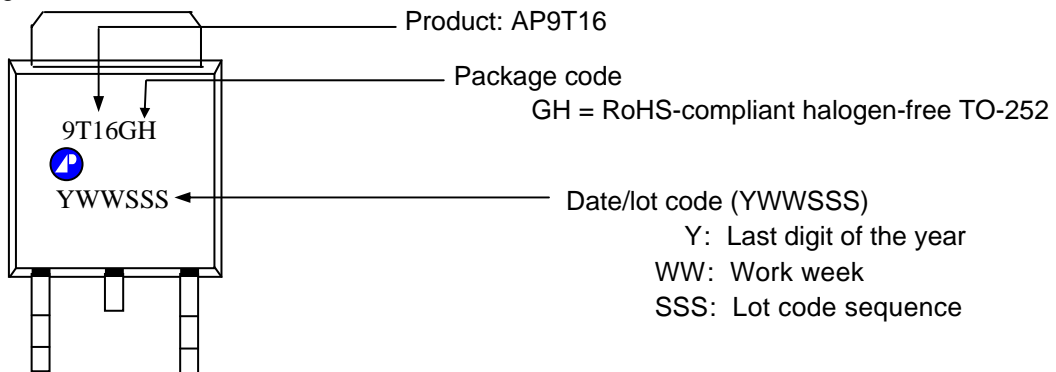 Product: AP9T16
Package code
GH = RoHS-compliant halogen-free TO-252
9T16GH
YWWSSS
Date/lot code (YWWSSS)
Y: Last digit of the year
WW: Work week
SSS: Lot code sequence